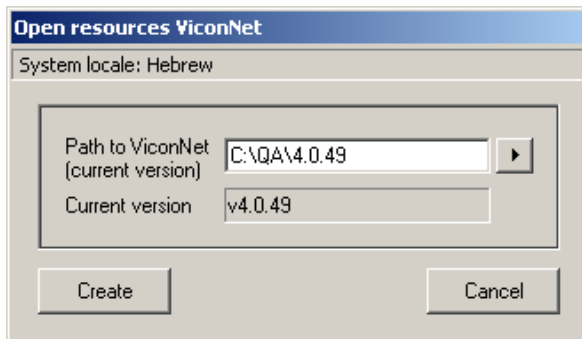 Open resources ViconNet
System locale: Hebrew
Path to ViconNet
(current version)
C:\QA\4.0.49
Current version
v4.0.49
Create
Cancel